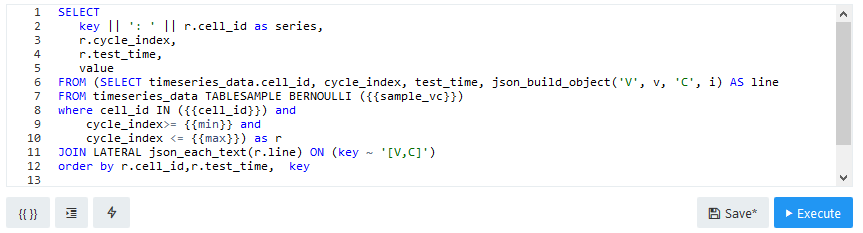 1 SELECT
2 key || ': ' || r.cell_id as series,
3 r.cycle_index,
4 r.test_time,
5 value
6 FROM (SELECT timeseries_data.cell_id, cycle_index, test_time, json_build_object('V', v, 'C', i) AS line
7 FROM timeseries_data TABLESAMPLE BERNOULLI ({{sample_vc}})
8 where cell_id IN ({{cell_id}}) and
9 cycle_index>= {{min}} and
10 cycle_index <= {{max}}) as r
11 JOIN LATERAL json_each_text(r.line) ON (key ~ '[V,C]')
12 order by r.cell_id,r.test_time,  key
13
{{ }} Save* Execute